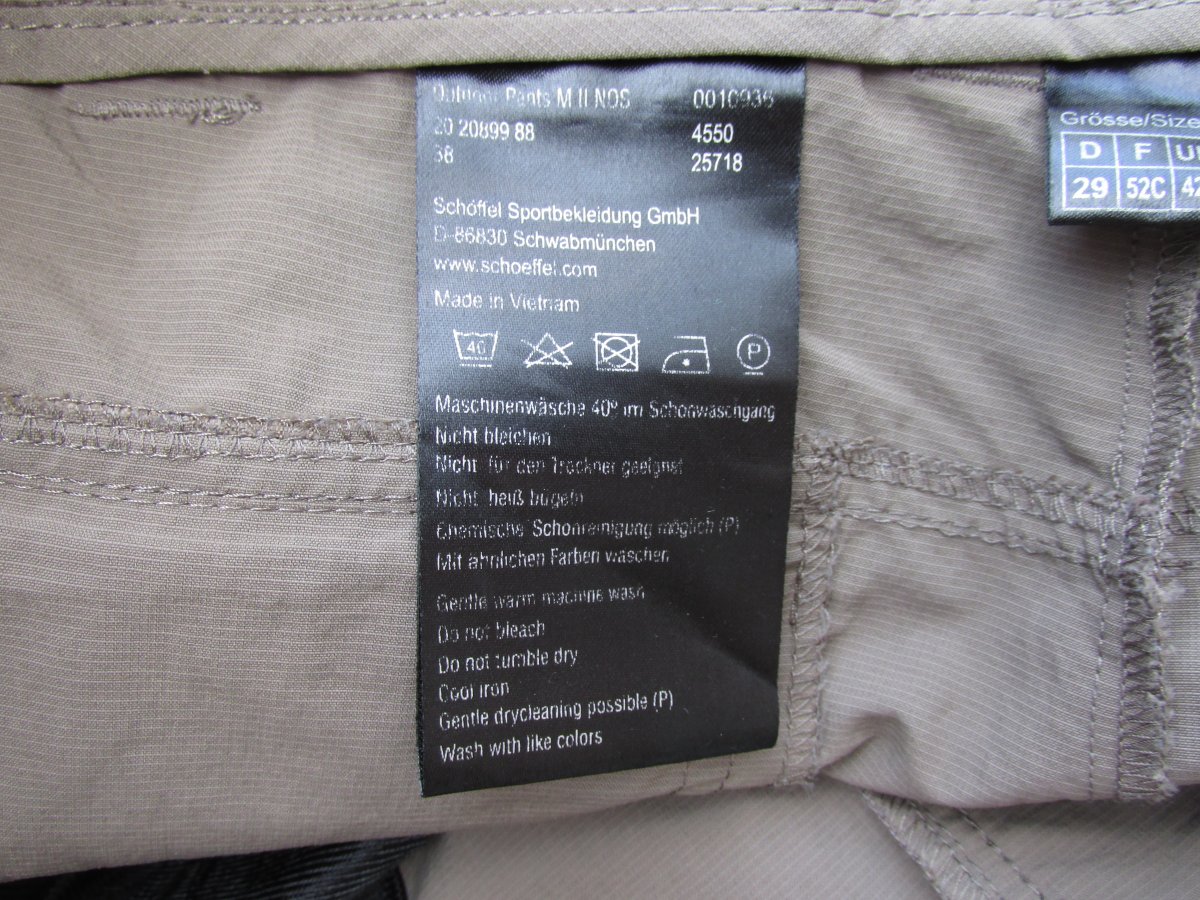 Outdoor Pants M II NOS 0010936
20 20899 88 4550
38 25718
Schöffel Sportbekleidung GmbH
D-86830 Schwabmünchen
www.schoeffel.com
Made in Vietnam
40
P
Maschinenwäsche 40° im Schonwaschgang
Nicht bleichen
Nicht für den Trockner geeignet
Nicht heiß bügeln
Chemische Schonreinigung möglich (P)
Mit ähnlichen Farben waschen
Gentle warm machine wash
Do not bleach
Do not tumble dry
Cool iron
Gentle drycleaning possible (P)
Wash with like colors
Grösse/Size
D F
29 52C 42